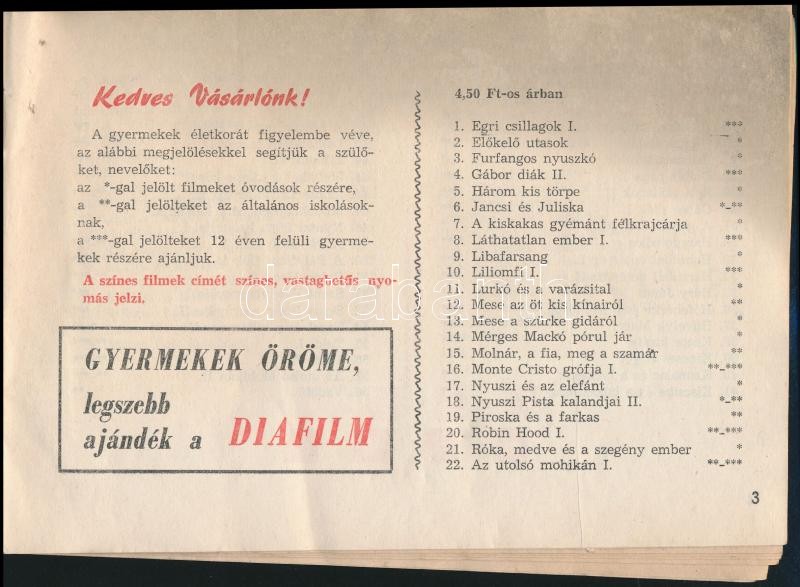 Kedves Vásárlónk!
A gyermekek életkorát figyelembe véve,
az alábbi megjelölésekkel segítjük a szülő-
ket, nevelőket:
az *-gal jelölt filmeket óvodások részére,
a **-gal jelölteket az általános iskolások-
nak,
a ***-gal jelölteket 12 éven felüli gyerme-
kek részére ajánljuk.
A színes filmek címét színes, vastagbetűs nyo-
más jelzi.
GYERMEKEK ÖRÖME,
legszebb
ajándék a DIAFILM
4,50 Ft-os árban
1. Egri csillagok I. ***
2. Előkelő utasok *
3. Furfangos nyuszkó *
4. Gábor diák II. ***
5. Három kis törpe *
6. Jancsi és Juliska *-**
7. A kiskakas gyémánt félkrajcárja *
8. Láthatatlan ember I. ***
9. Libafarsang *
10. Liliomfi I. ***
11. Lurkó és a varázsital *
12. Mese az öt kis kínairól **
13. Mese a szürke gidáról *
14. Mérges Mackó pórul jár *
15. Molnár, a fia, meg a szamár **
16. Monte Cristo grófja I. **-***
17. Nyuszi és az elefánt *
18. Nyuszi Pista kalandjai II. *-**
19. Piroska és a farkas **
20. Robin Hood I. **-***
21. Róka, medve és a szegény ember *
22. Az utolsó mohikán I. **-***
3
darabanth